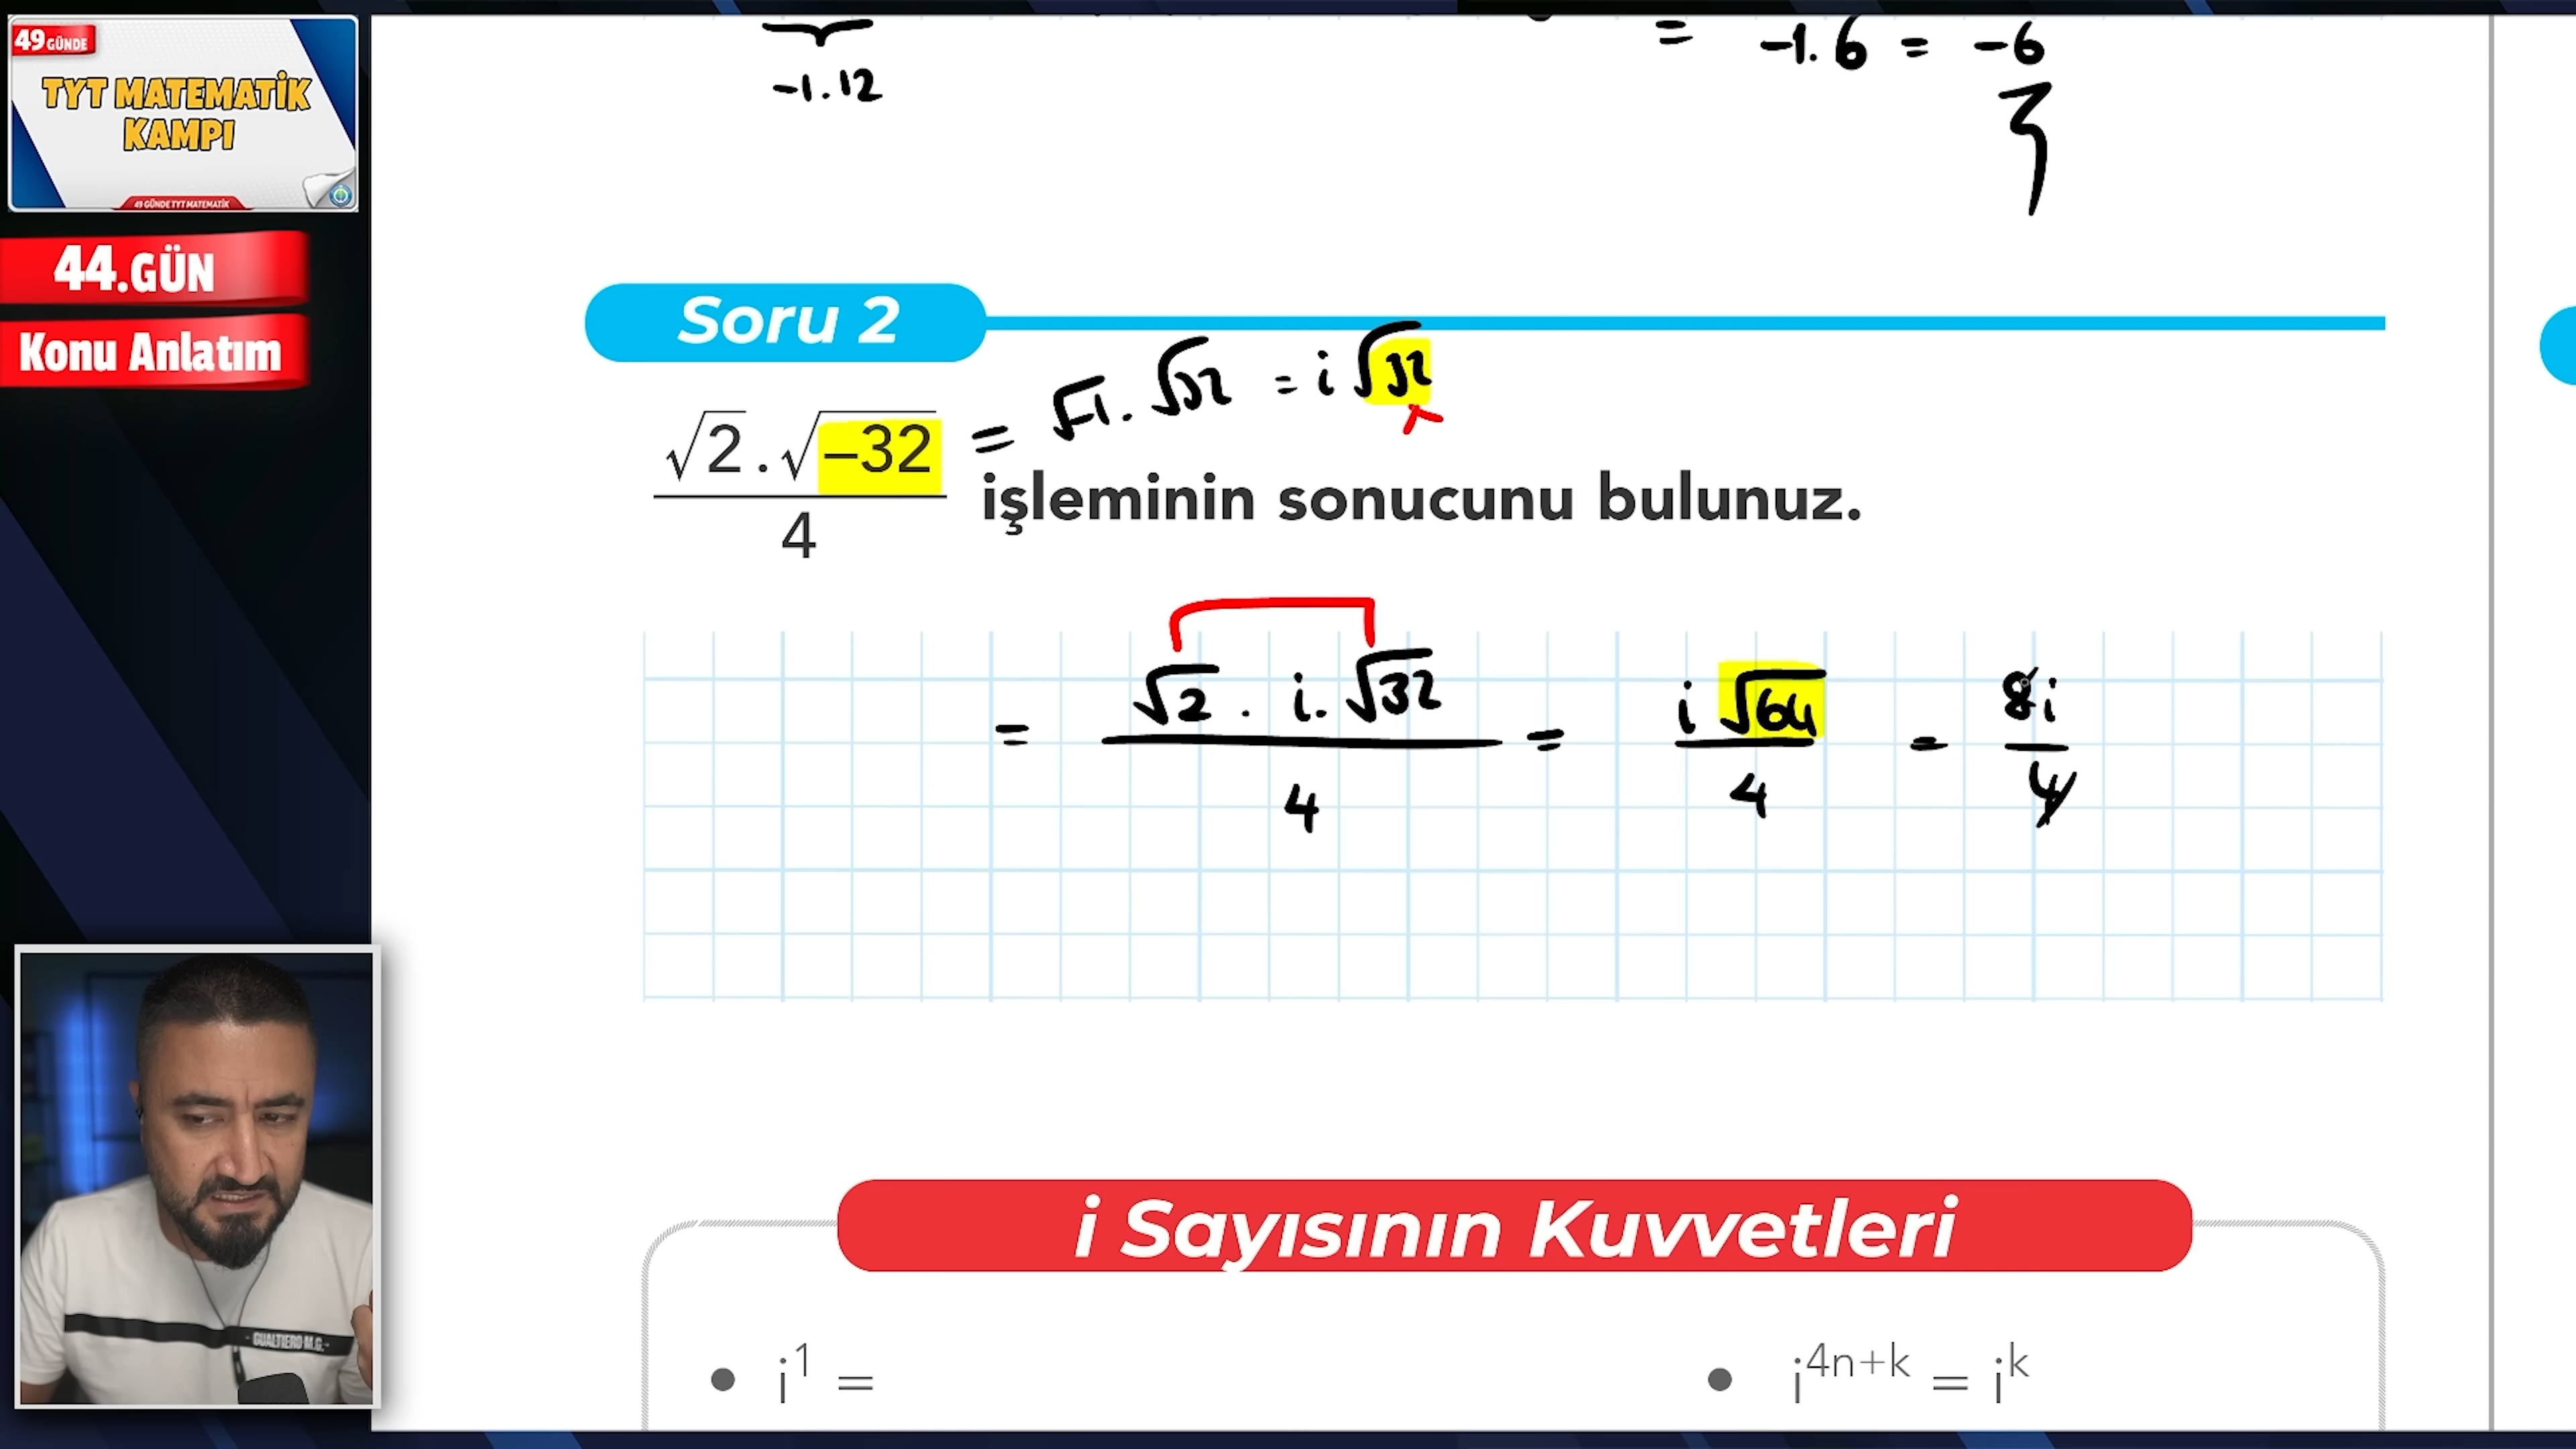 49 GÜNDE
TYT MATEMATİK
KAMPI
49 GÜNDE TYT MATEMATİK
44.GÜN
Konu Anlatım
-1.12
= -1.6 = -6
Soru 2
√2 . √-32 / 4 = √-1 . √32 = i √32
işleminin sonucunu bulunuz.
= √2 . i . √32 / 4 = i √64 / 4 = 8i / 4
i Sayısının Kuvvetleri
• i¹ =
• i⁴ⁿ⁺ᵏ = iᵏ
GUALTIERO M.G.